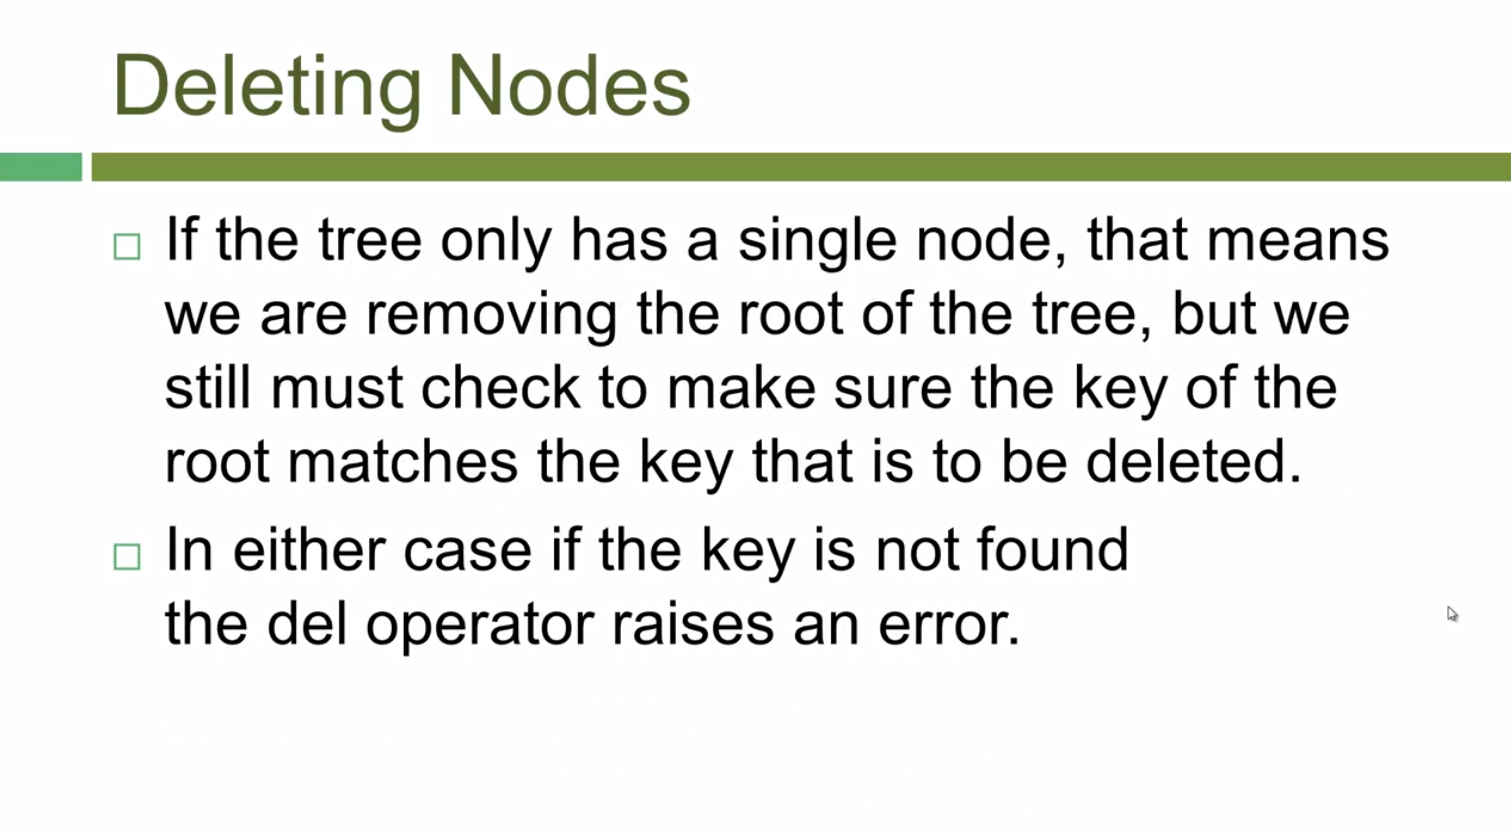 Deleting Nodes
If the tree only has a single node, that means
we are removing the root of the tree, but we
still must check to make sure the key of the
root matches the key that is to be deleted.
In either case if the key is not found
the del operator raises an error.